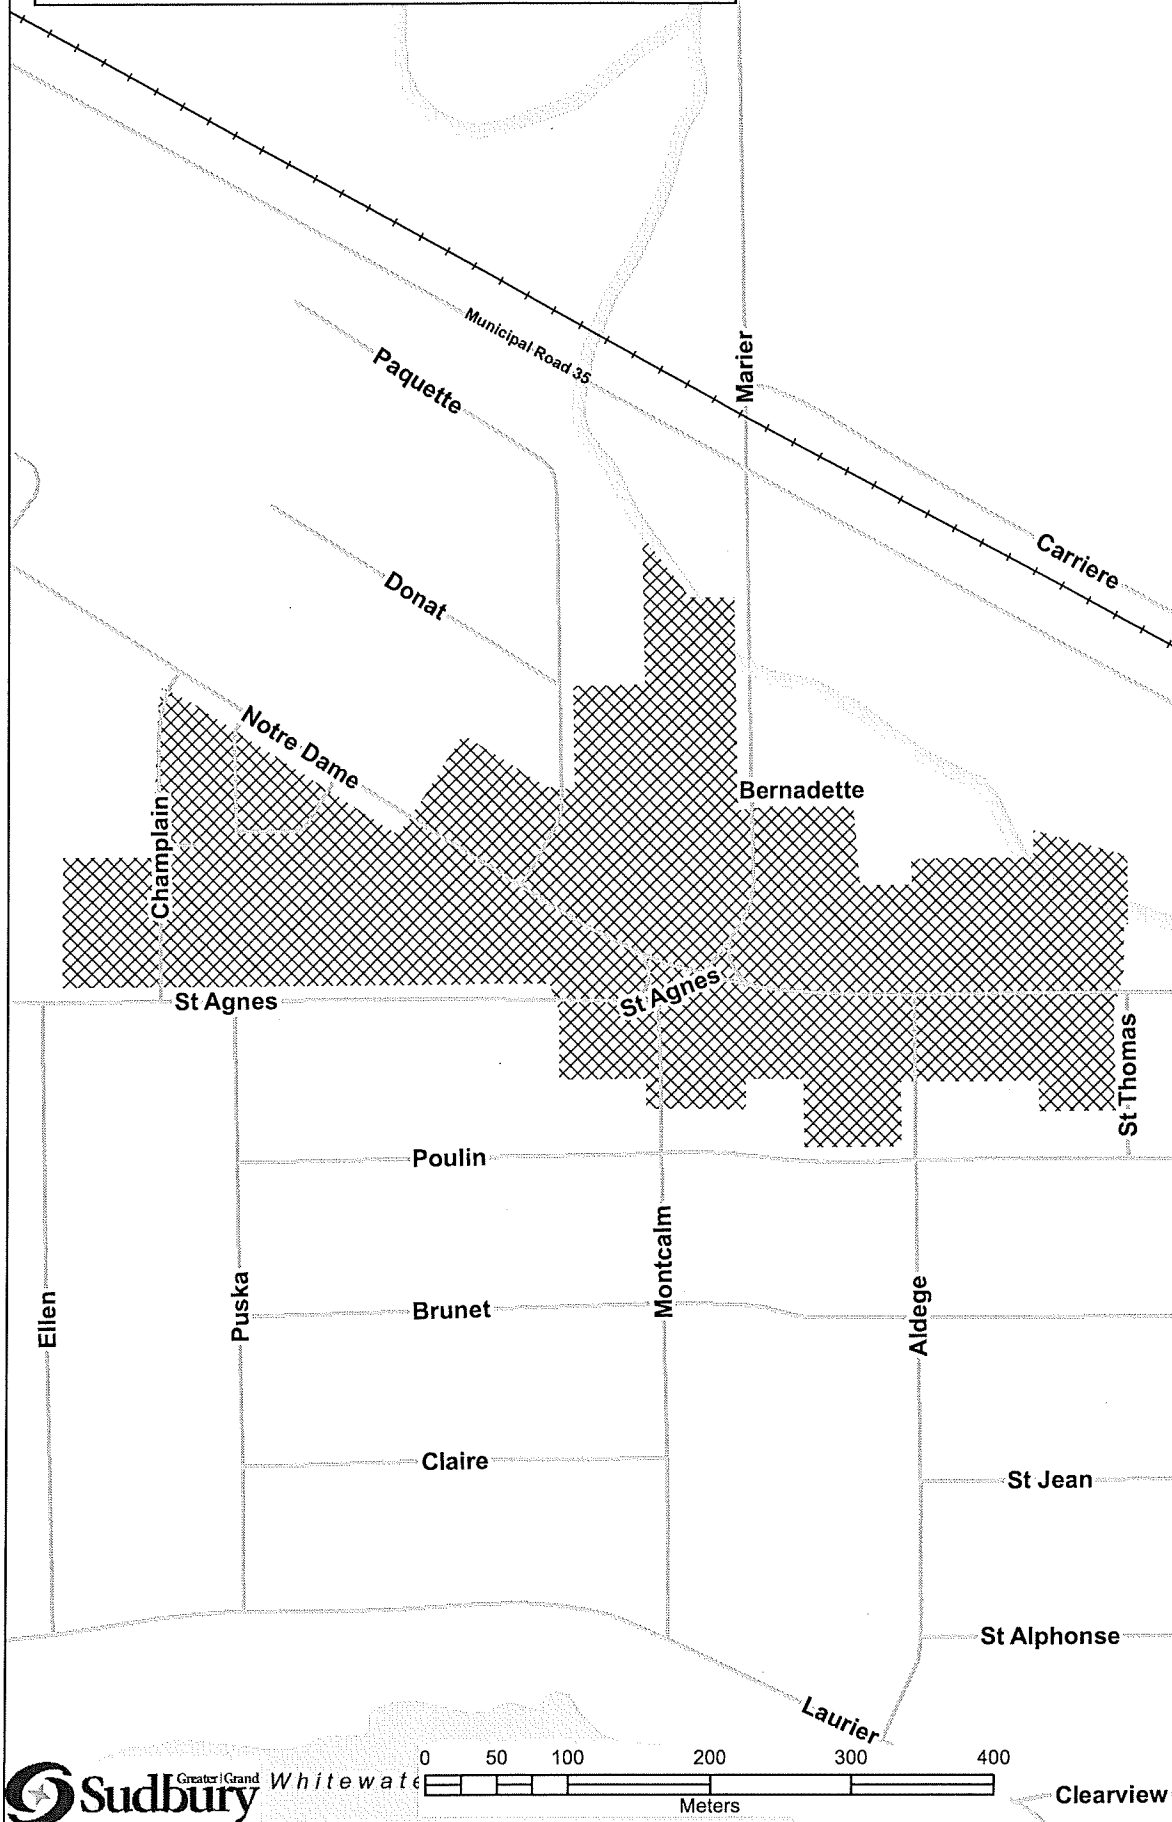 Municipal Road 35
Marier
Paquette
Carriere
Donat
Notre Dame
Bernadette
Champlain
St Agnes
St Agnes
St Thomas
Poulin
Montcalm
Ellen
Puska
Brunet
Aldege
Claire
St Jean
St Alphonse
Laurier
0 50 100 200 300 400
Meters
Greater|Grand
Sudbury
Whitewate
Clearview